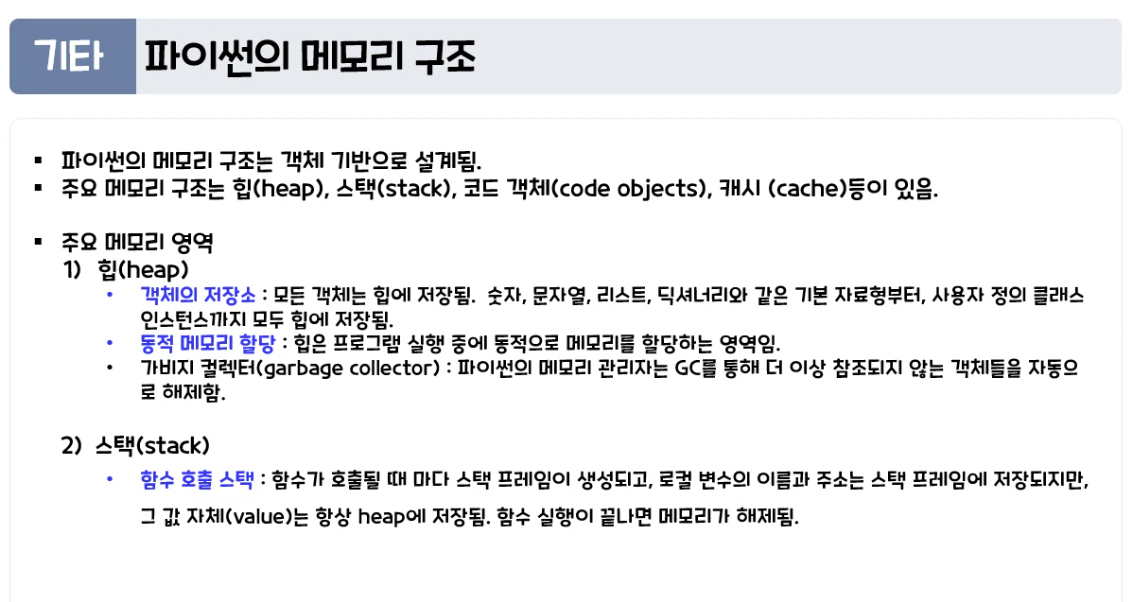 기타 파이썬의 메모리 구조
▪ 파이썬의 메모리 구조는 객체 기반으로 설계됨.
▪ 주요 메모리 구조는 힙(heap), 스택(stack), 코드 객체(code objects), 캐시 (cache)등이 있음.
▪ 주요 메모리 영역
1) 힙(heap)
• 객체의 저장소 : 모든 객체는 힙에 저장됨. 숫자, 문자열, 리스트, 딕셔너리와 같은 기본 자료형부터, 사용자 정의 클래스
인스턴스까지 모두 힙에 저장됨.
• 동적 메모리 할당 : 힙은 프로그램 실행 중에 동적으로 메모리를 할당하는 영역임.
• 가비지 컬렉터(garbage collector) : 파이썬의 메모리 관리자는 GC를 통해 더 이상 참조되지 않는 객체들을 자동으
로 해제함.
2) 스택(stack)
• 함수 호출 스택 : 함수가 호출될 때 마다 스택 프레임이 생성되고, 로컬 변수의 이름과 주소는 스택 프레임에 저장되지만,
그 값 자체(value)는 항상 heap에 저장됨. 함수 실행이 끝나면 메모리가 해제됨.